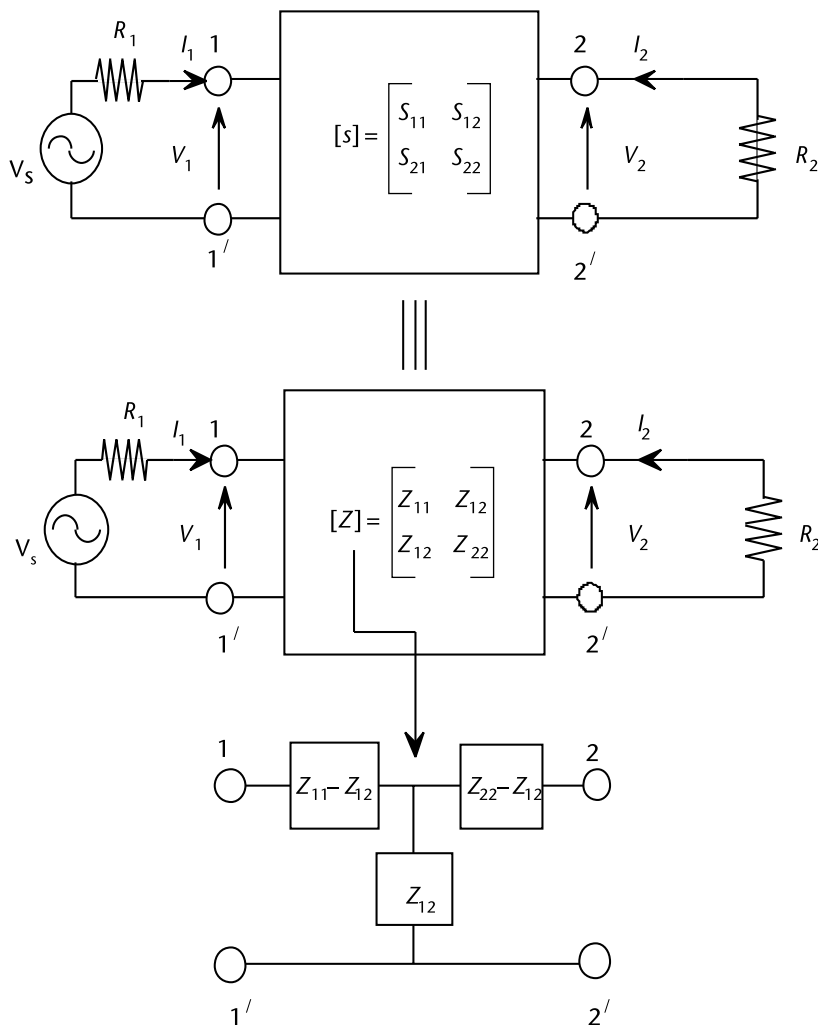 R1 I1 1 2 I2
[s]= S11 S12
S21 S22
Vs V1 V2 R2
1/ 2/
R1 I1 1 2 I2
[Z]= Z11 Z12
Z12 Z22
Vs V1 V2 R2
1/ 2/
1 2
Z11–Z12 Z22–Z12
Z12
1/ 2/